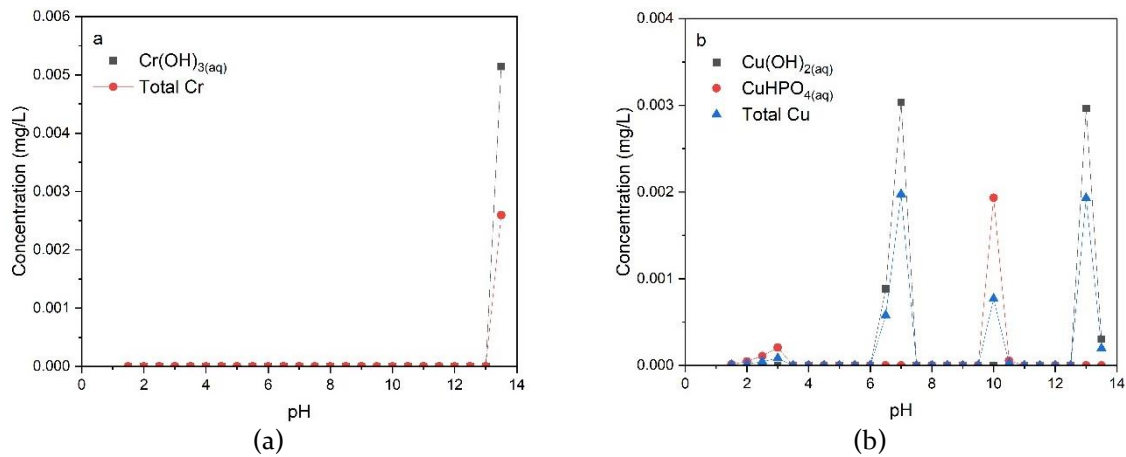 a
Cr(OH)3(aq)
Total Cr
0.006
0.005
0.004
0.003
0.002
0.001
0.000
Concentration (mg/L)
0 2 4 6 8 10 12 14
pH
(a)
b
Cu(OH)2(aq)
CuHPO4(aq)
Total Cu
0.004
0.003
0.002
0.001
0.000
Concentration (mg/L)
0 2 4 6 8 10 12 14
pH
(b)